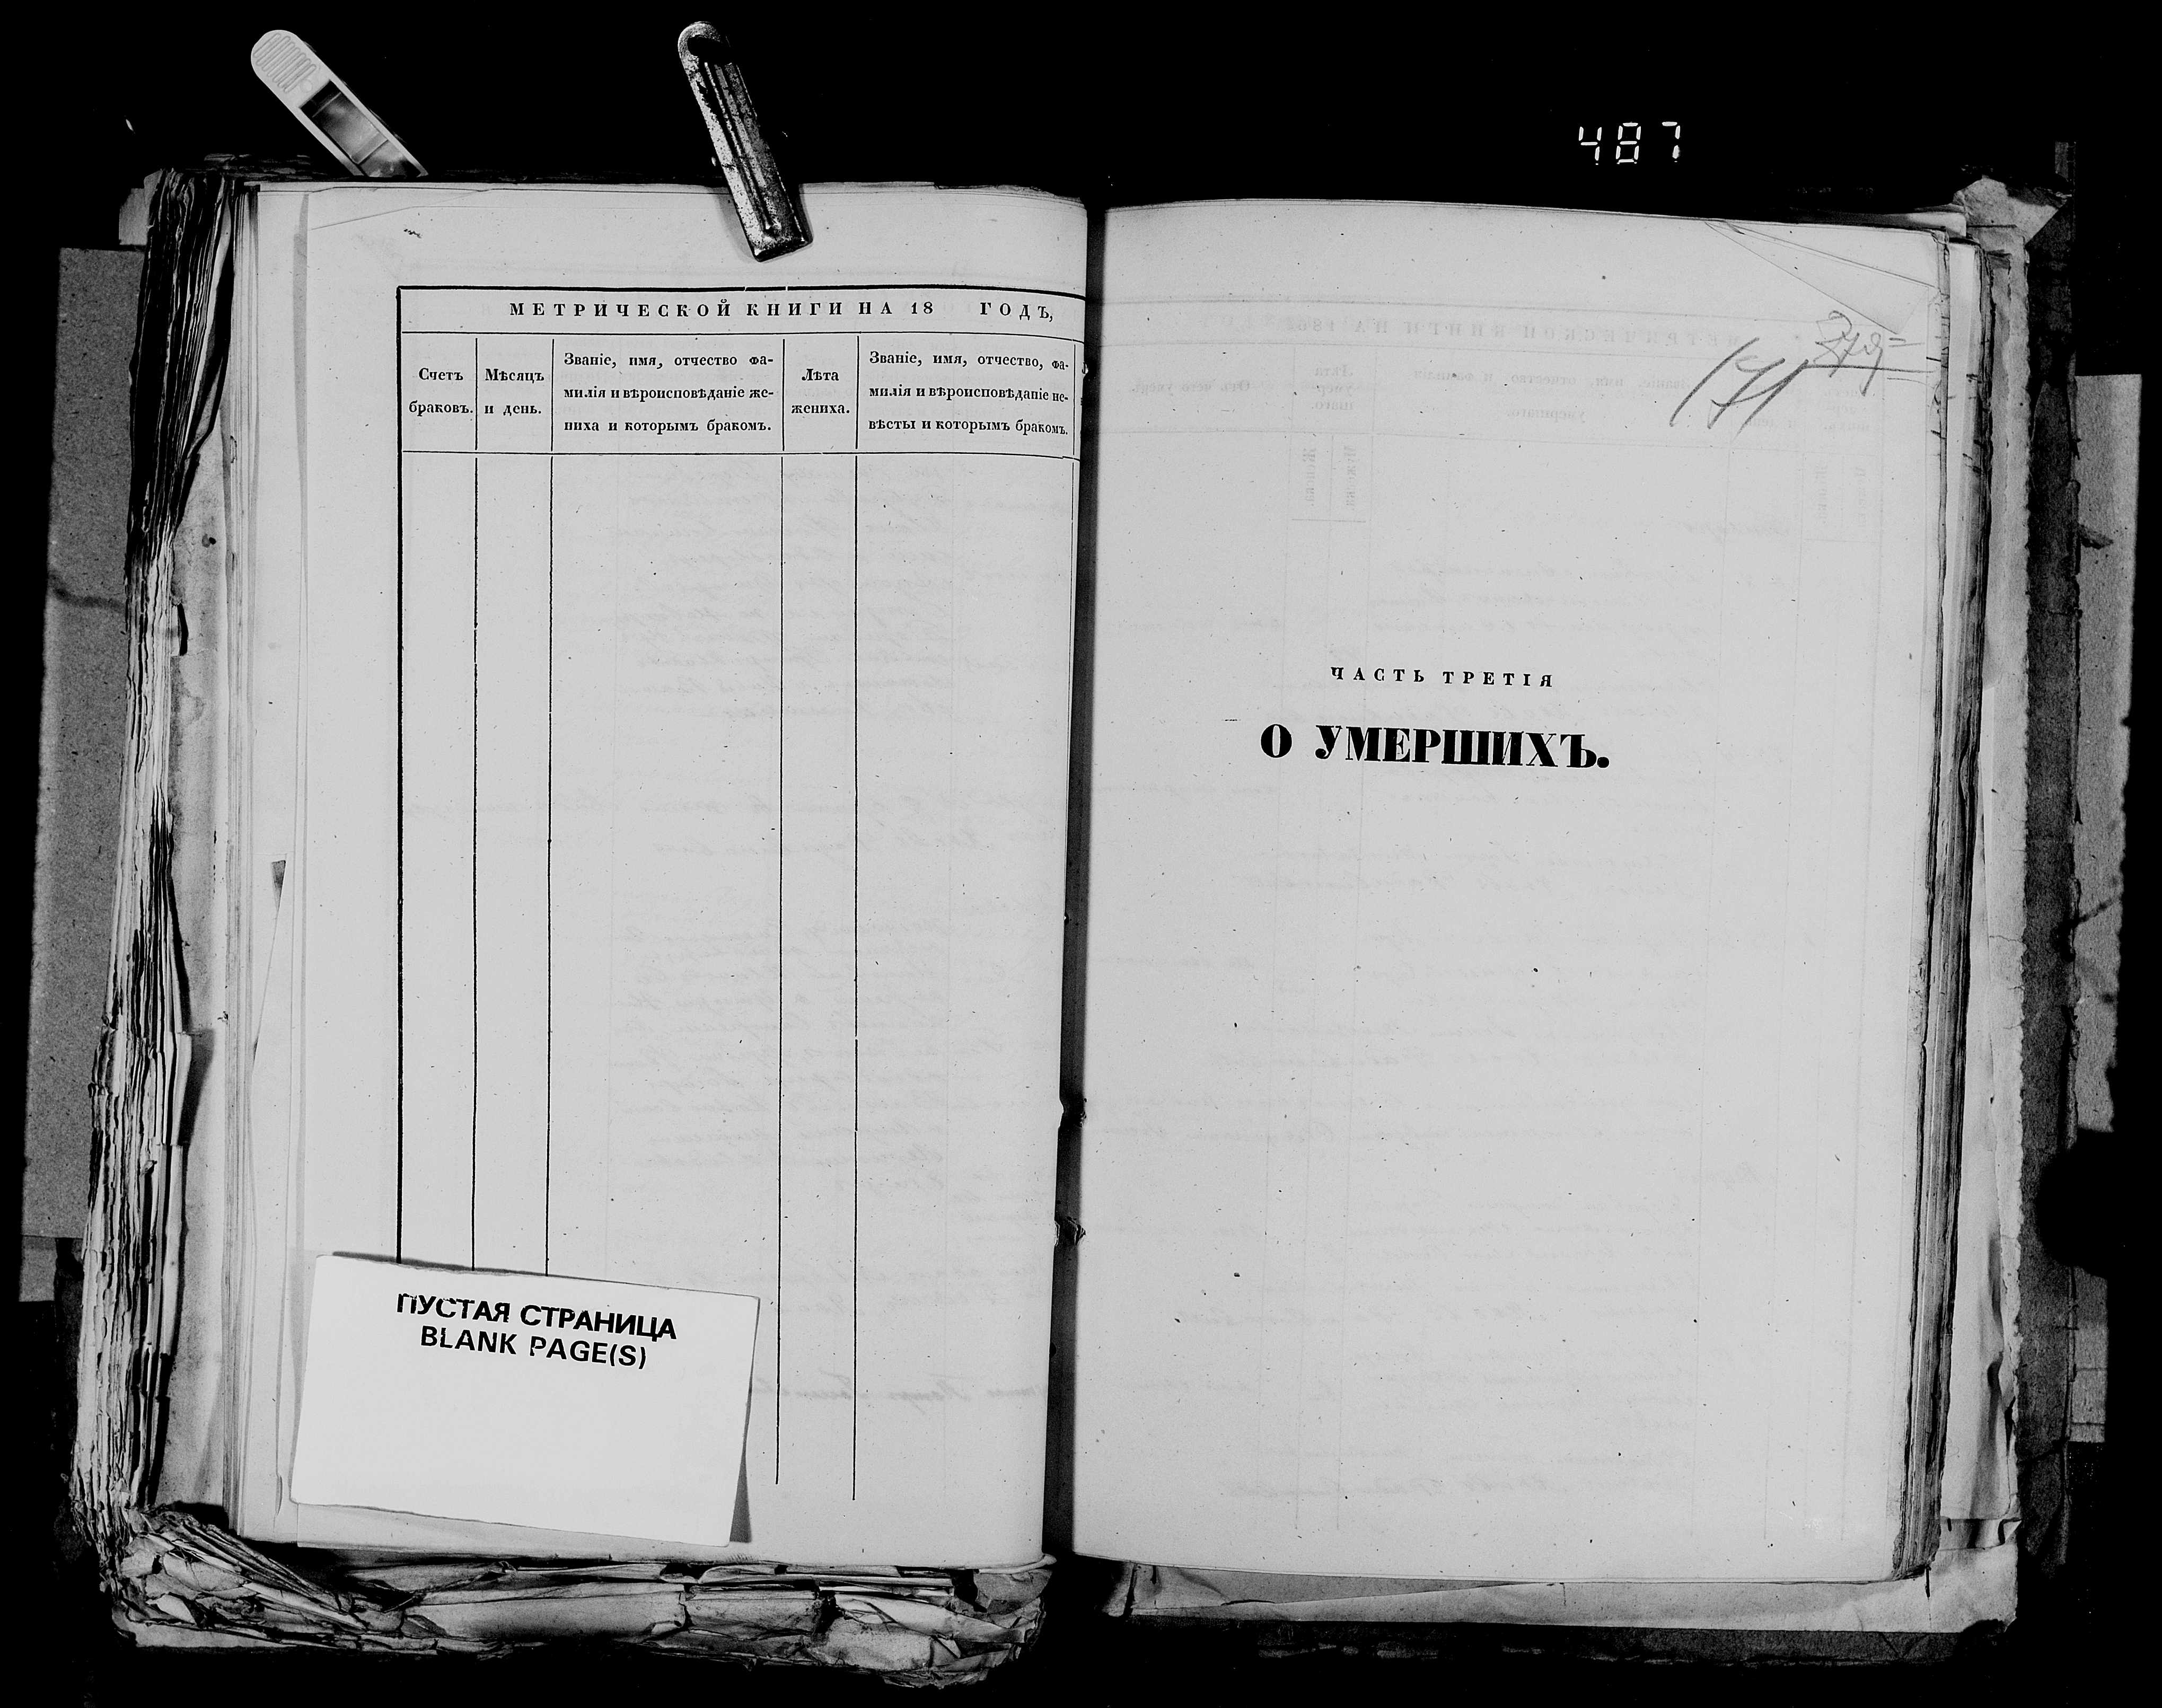 487
МЕТРИЧЕСКОЙ КНИГИ НА 18 ГОДЪ,
Счетъ
браковъ.
Мѣсяцъ
и день.
Званіе, имя, отчество фа-
милія и вѣроисповѣданіе же-
ниха и которымъ бракомъ.
Лѣта
жениха.
Званіе, имя, отчество, фа-
милія и вѣроисповѣданіе не-
вѣсты и которымъ бракомъ.
ПУСТАЯ СТРАНИЦА
BLANK PAGE(S)
171
ЧАСТЬ ТРЕТІЯ
О УМЕРШИХЪ.